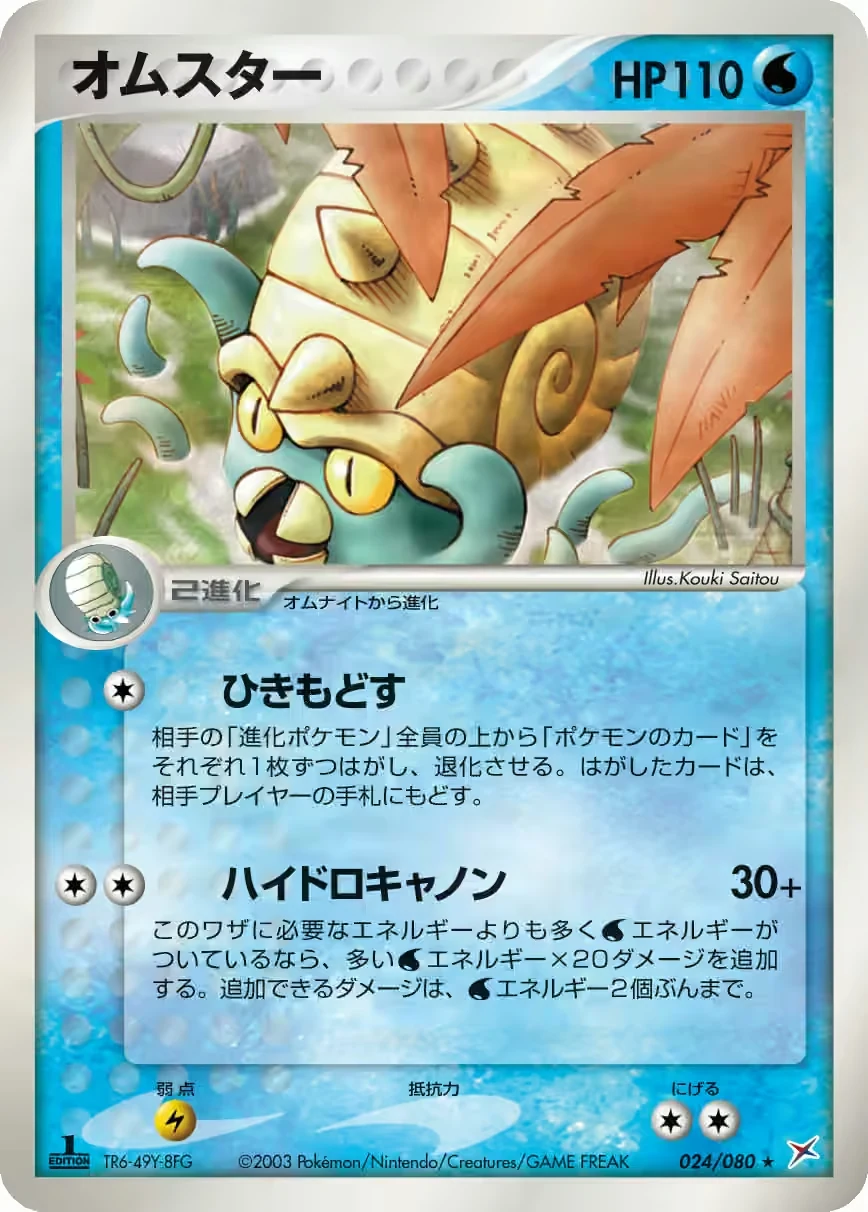 オムスター HP110
Illus.Kouki Saitou
2進化 オムナイトから進化
ひきもどす
相手の「進化ポケモン」全員の上から「ポケモンのカード」を
それぞれ1枚ずつはがし、退化させる。はがしたカードは、
相手プレイヤーの手札にもどす。
ハイドロキャノン 30+
このワザに必要なエネルギーよりも多くエネルギーが
ついているなら、多いエネルギー×20ダメージを追加
する。追加できるダメージは、エネルギー2個ぶんまで。
弱点 抵抗力 にげる
1 EDITION TR6-49Y-8FG ©2003 Pokémon/Nintendo/Creatures/GAME FREAK 024/080 ★